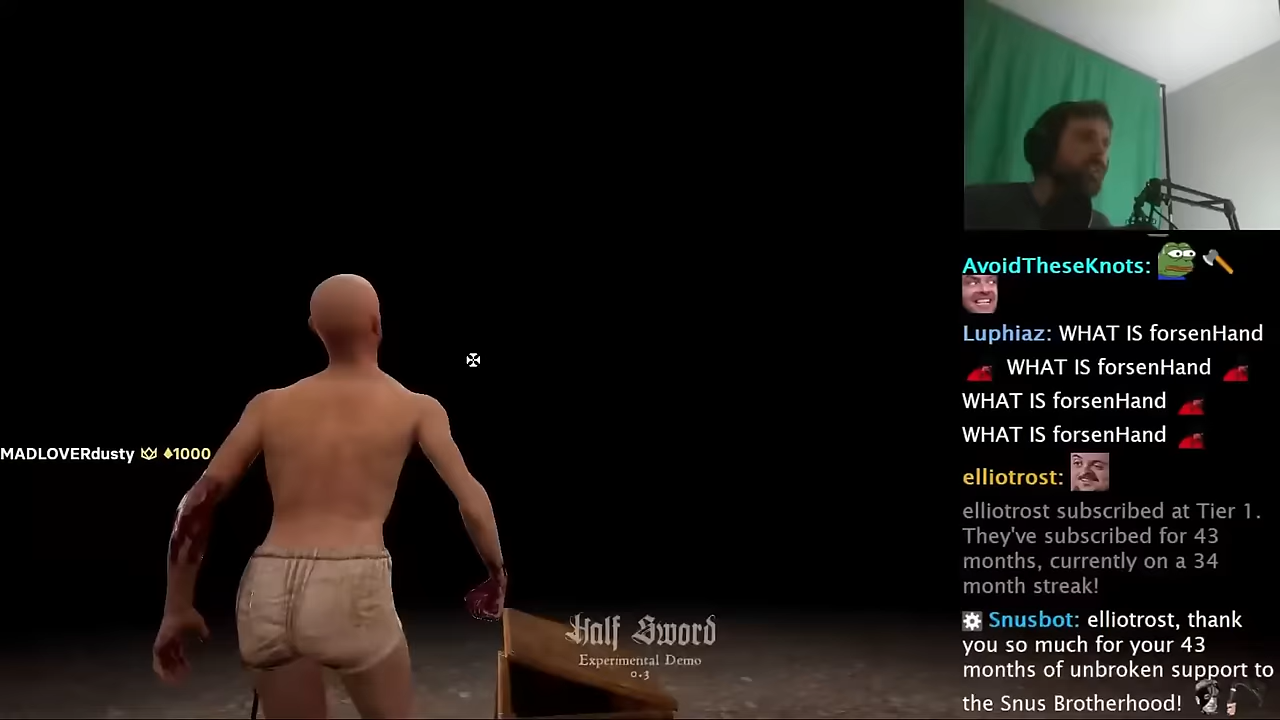 AvoidTheseKnots:
Luphiaz: WHAT IS forsenHand
WHAT IS forsenHand
WHAT IS forsenHand
WHAT IS forsenHand
elliotrost:
elliotrost subscribed at Tier 1.
They've subscribed for 43
months, currently on a 34
month streak!
Snusbot: elliotrost, thank
you so much for your 43
months of unbroken support to
the Snus Brotherhood!
MADLOVERdusty 1000
Half Sword
Experimental Demo
0.3